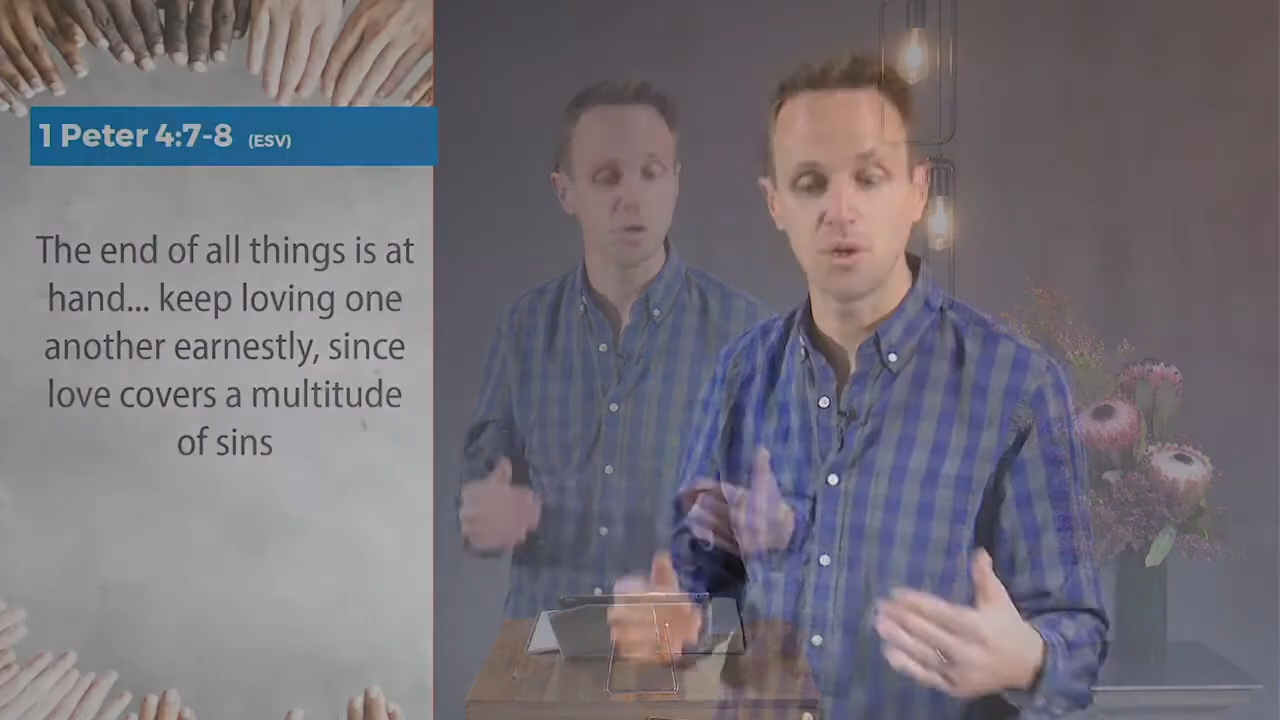 1 Peter 4:7-8 (ESV)
The end of all things is at
hand... keep loving one
another earnestly, since
love covers a multitude
of sins